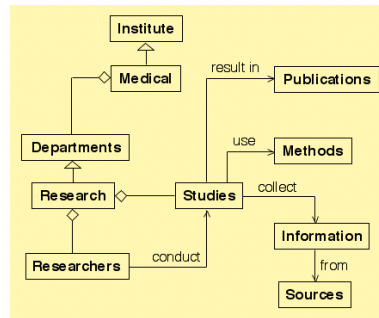 Institute
result in
Medical
Publications
use
Departments
Methods
collect
Research
Studies
Information
conduct
Researchers
from
Sources